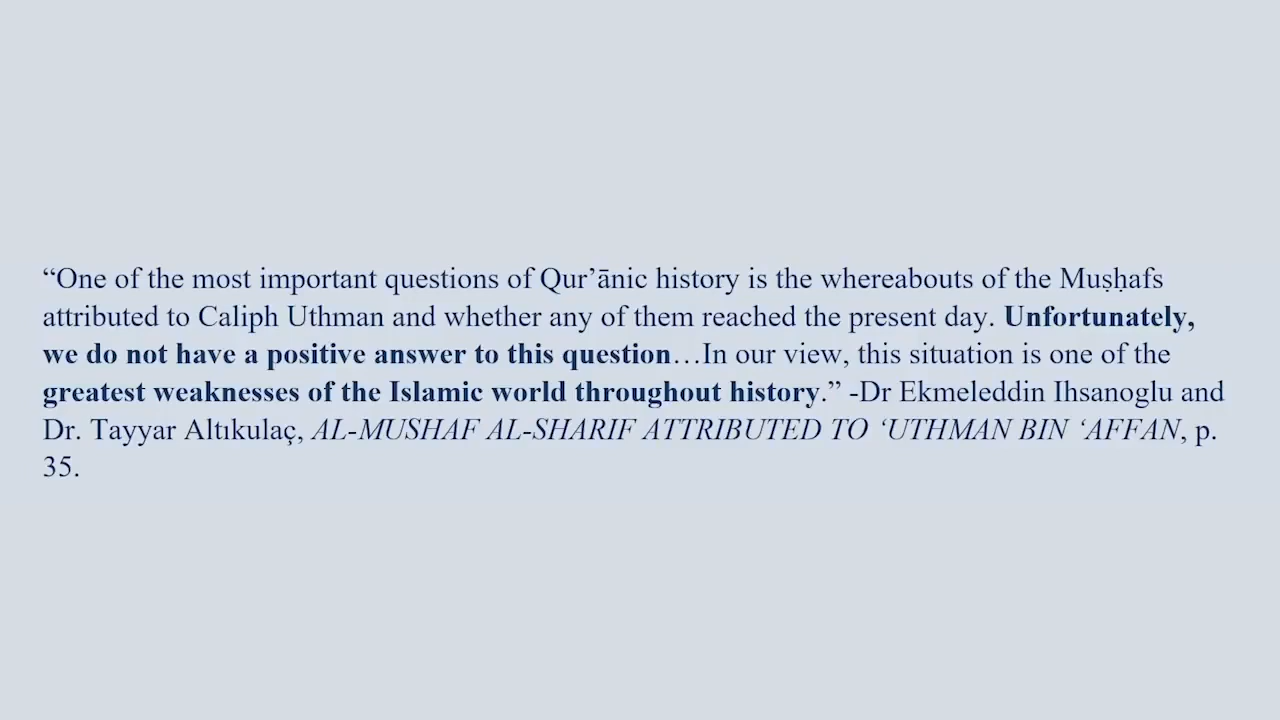 “One of the most important questions of Qur’ānic history is the whereabouts of the Muṣḥafs
attributed to Caliph Uthman and whether any of them reached the present day. Unfortunately,
we do not have a positive answer to this question…In our view, this situation is one of the
greatest weaknesses of the Islamic world throughout history.” -Dr Ekmeleddin Ihsanoglu and
Dr. Tayyar Altıkulaç, AL-MUSHAF AL-SHARIF ATTRIBUTED TO ‘UTHMAN BIN ‘AFFAN, p.
35.